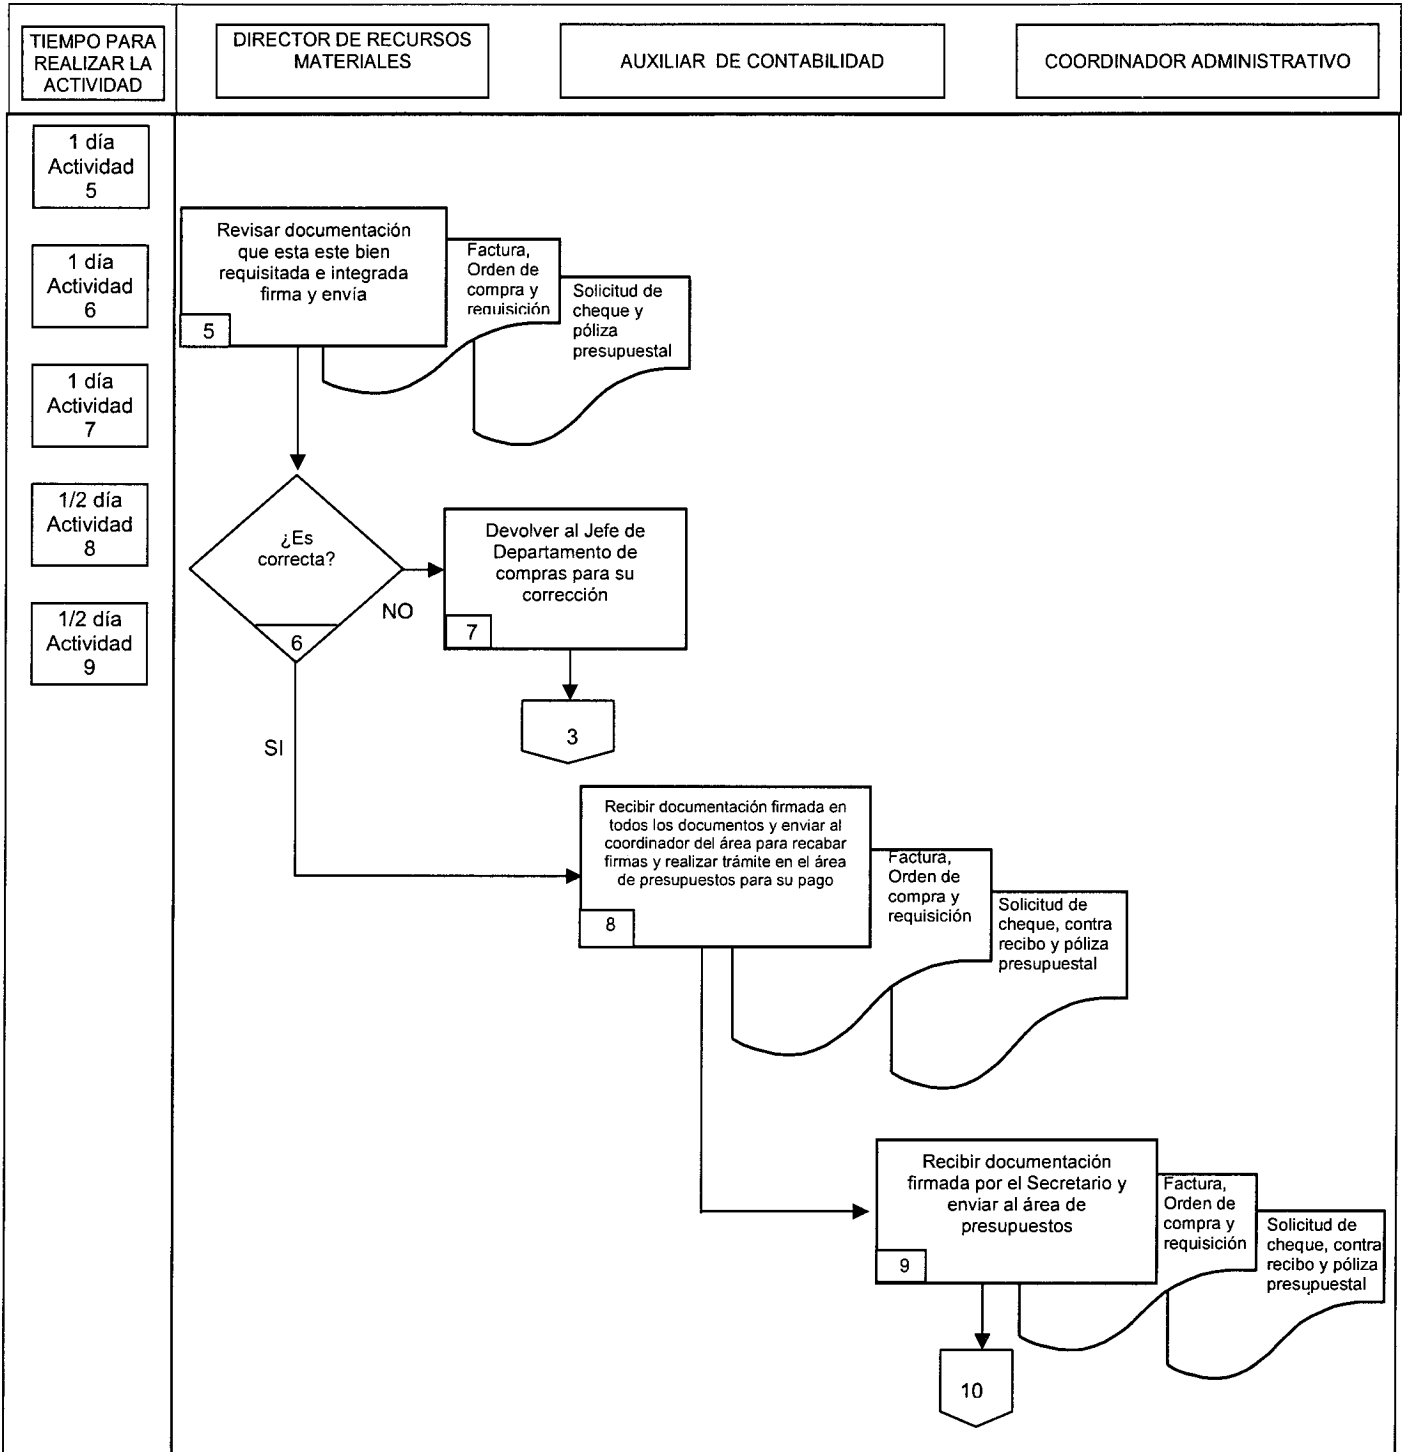 TIEMPO PARA
REALIZAR LA
ACTIVIDAD
DIRECTOR DE RECURSOS
MATERIALES
AUXILIAR DE CONTABILIDAD
COORDINADOR ADMINISTRATIVO
1 día
Actividad
5
1 día
Actividad
6
1 día
Actividad
7
1/2 día
Actividad
8
1/2 día
Actividad
9
Revisar documentación
que esta este bien
requisitada e integrada
firma y envía
5
Factura,
Orden de
compra y
requisición
Solicitud de
cheque y
póliza
presupuestal
¿Es
correcta?
6
NO
SI
Devolver al Jefe de
Departamento de
compras para su
corrección
7
3
Recibir documentación firmada en
todos los documentos y enviar al
coordinador del área para recabar
firmas y realizar trámite en el área
de presupuestos para su pago
8
Factura,
Orden de
compra y
requisición
Solicitud de
cheque, contra
recibo y póliza
presupuestal
Recibir documentación
firmada por el Secretario y
enviar al área de
presupuestos
9
Factura,
Orden de
compra y
requisición
Solicitud de
cheque, contra
recibo y póliza
presupuestal
10